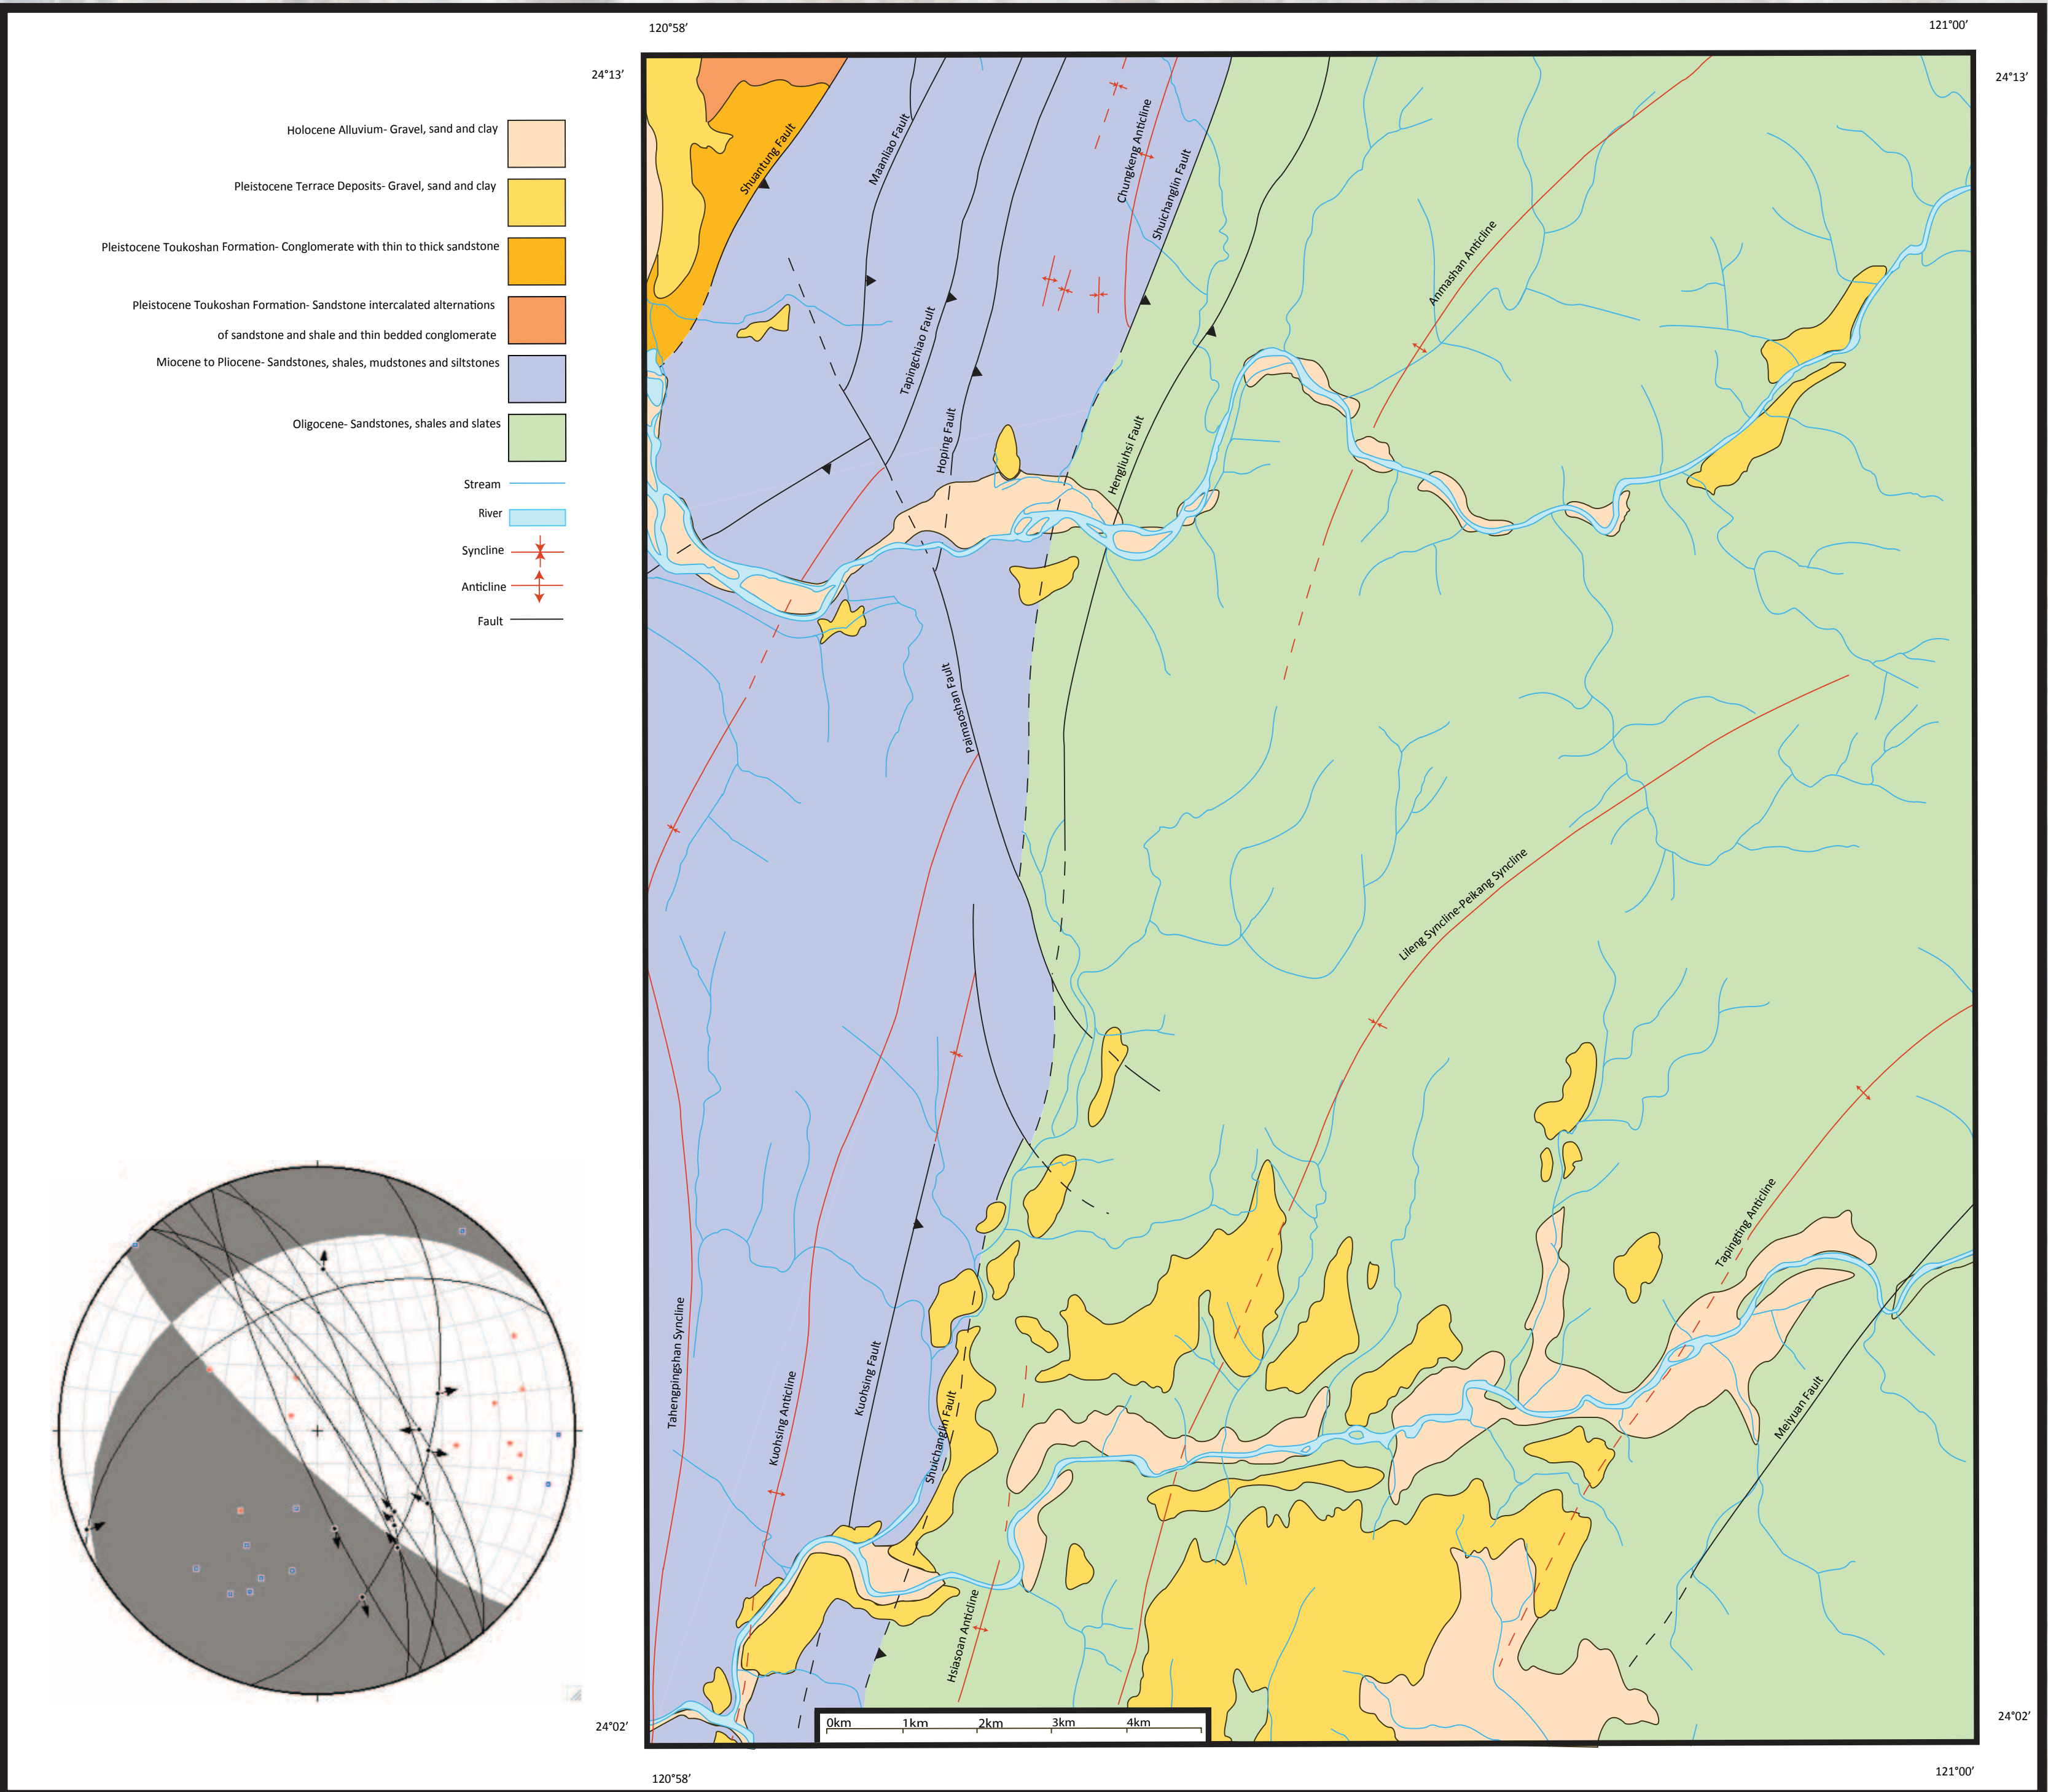 120°58’
121°00’
24°13’
24°13’
Holocene Alluvium- Gravel, sand and clay
Pleistocene Terrace Deposits- Gravel, sand and clay
Pleistocene Toukoshan Formation- Conglomerate with thin to thick sandstone
Pleistocene Toukoshan Formation- Sandstone intercalated alternations
of sandstone and shale and thin bedded conglomerate
Miocene to Pliocene- Sandstones, shales, mudstones and siltstones
Oligocene- Sandstones, shales and slates
Stream
River
Syncline
Anticline
Fault
Shuantung Fault
Maanliao Fault
Chungkeng Anticline
Shuichanglin Fault
Anmashan Anticline
Tapingchiao Fault
Hoping Fault
Hengliuhsi Fault
Paimaoshan Fault
Lileng Syncline-Peikang Syncline
Tapingting Anticline
Tahengpingshan Syncline
Kuohsing Anticline
Kuohsing Fault
Shuichanglin Fault
Meiyuan Fault
Hsiasoan Anticline
0km
1km
2km
3km
4km
24°02’
24°02’
120°58’
121°00’